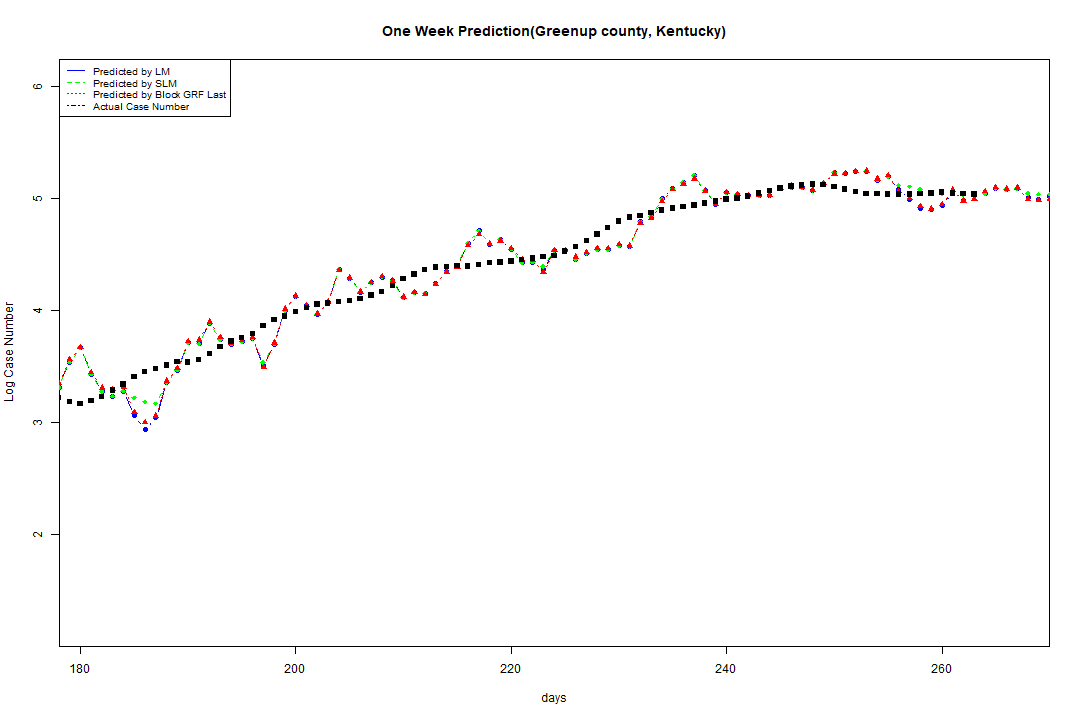 One Week Prediction(Greenup county, Kentucky)
Predicted by LM
Predicted by SLM
Predicted by Block GRF Last
Actual Case Number
6
5
4
3
2
Log Case Number
180 200 220 240 260
days